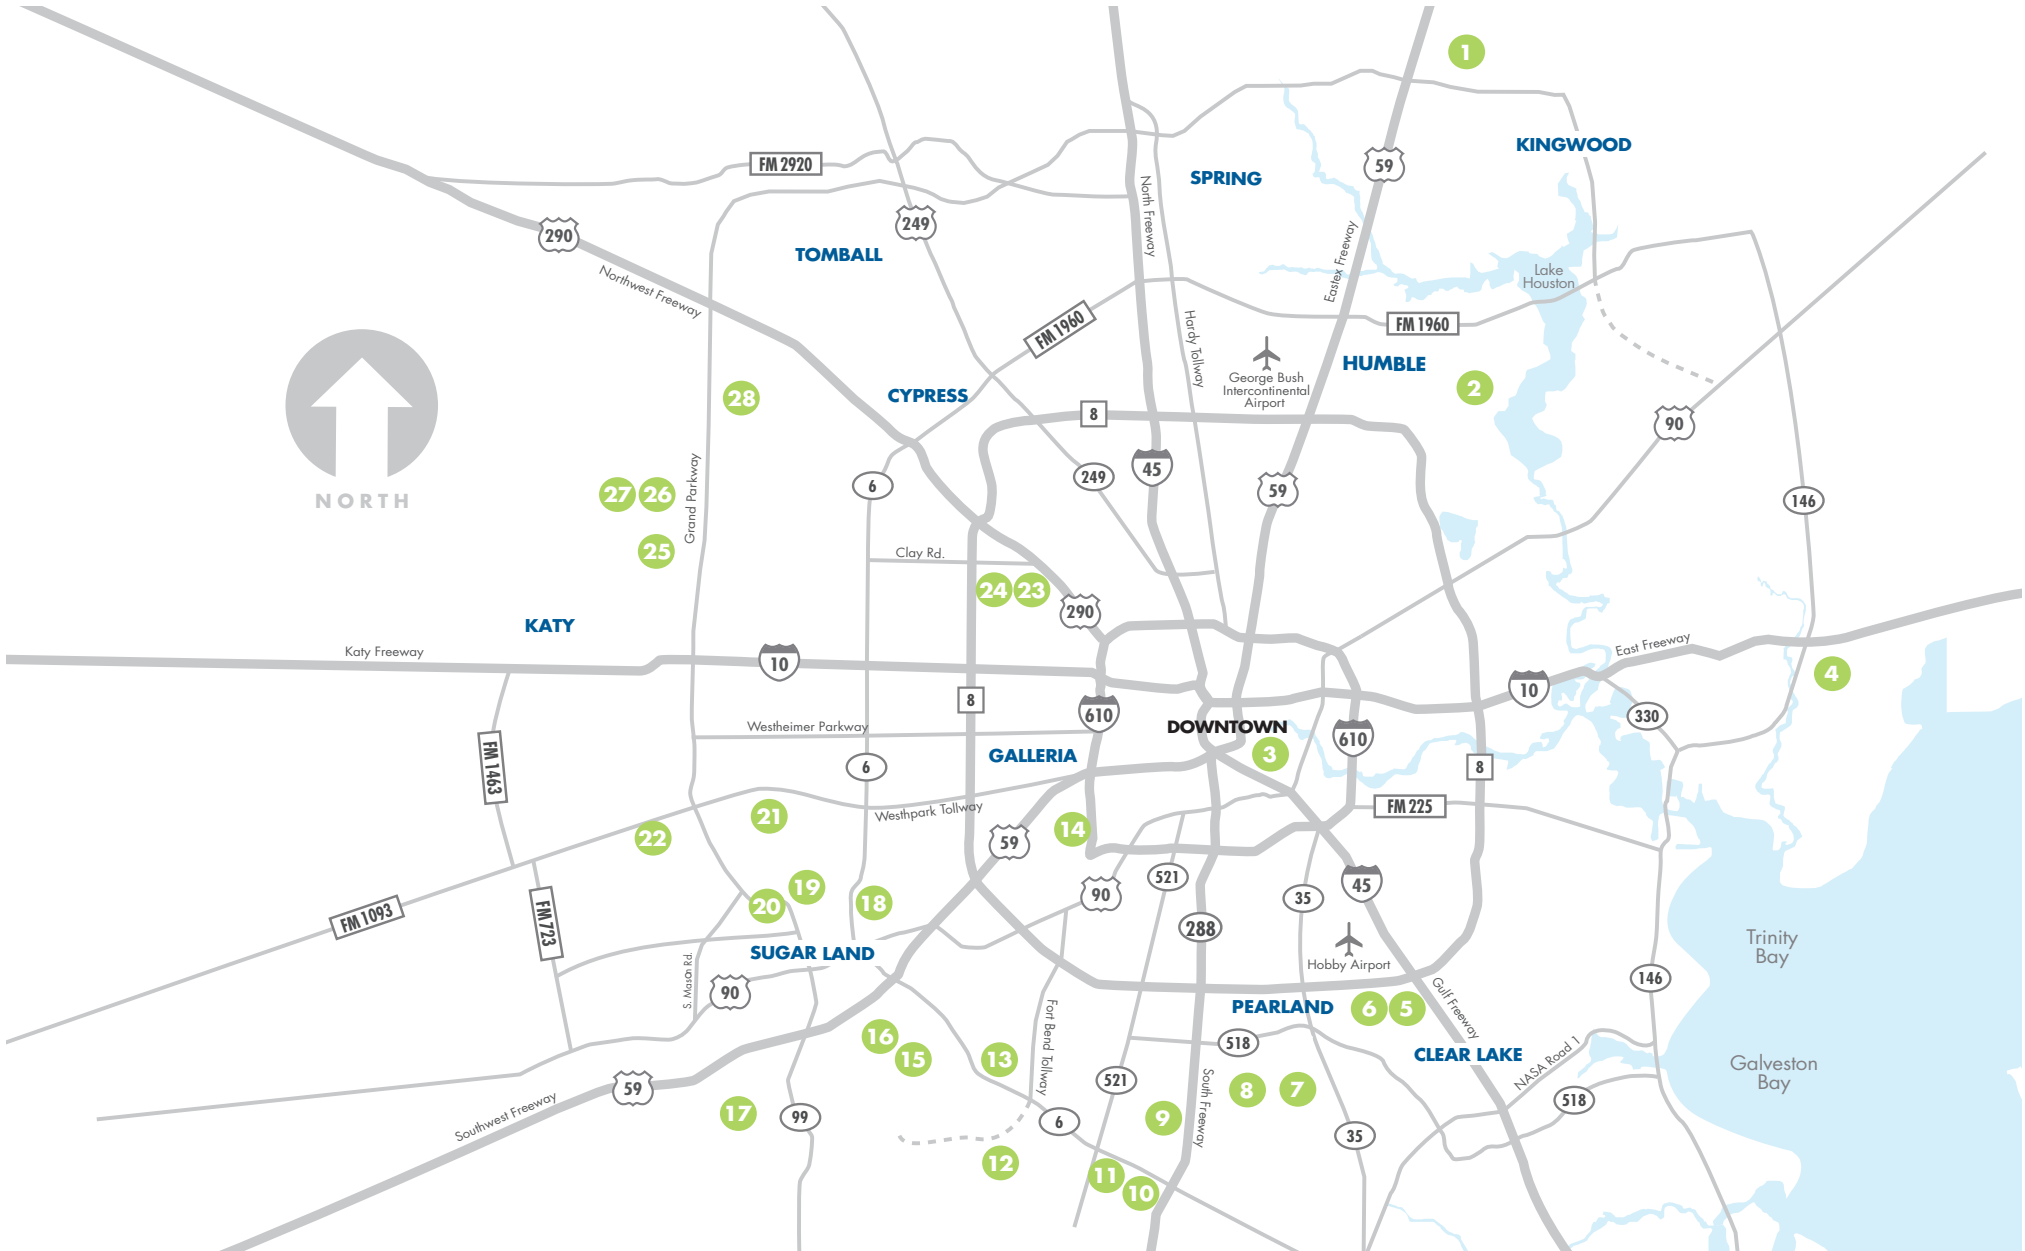 1
KINGWOOD
FM 2920
59
SPRING
249
290
TOMBALL
North Freeway
Eastex Freeway
Northwest Freeway
Lake
Houston
FM 1960
FM 1960
Hardy Tollway
HUMBLE
George Bush
Intercontinental
Airport
2
28
CYPRESS
8
90
45
249
6
59
146
NORTH
27
26
Grand Parkway
25
Clay Rd.
24
23
290
KATY
Katy Freeway
10
East Freeway
4
10
8
610
330
Westheimer Parkway
DOWNTOWN
GALLERIA
3
610
FM 1463
6
8
Westpark Tollway
FM 225
21
22
14
59
19
20
18
90
521
45
35
FM 1093
FM 723
288
SUGAR LAND
Hobby Airport
Trinity
Bay
S. Mason Rd.
90
146
Gulf Freeway
PEARLAND
6
5
Fort Bend Tollway
16
15
13
518
CLEAR LAKE
NASA Road 1
Galveston
Bay
59
521
South Freeway
8
7
518
Southwest Freeway
17
99
6
9
35
12
11
10